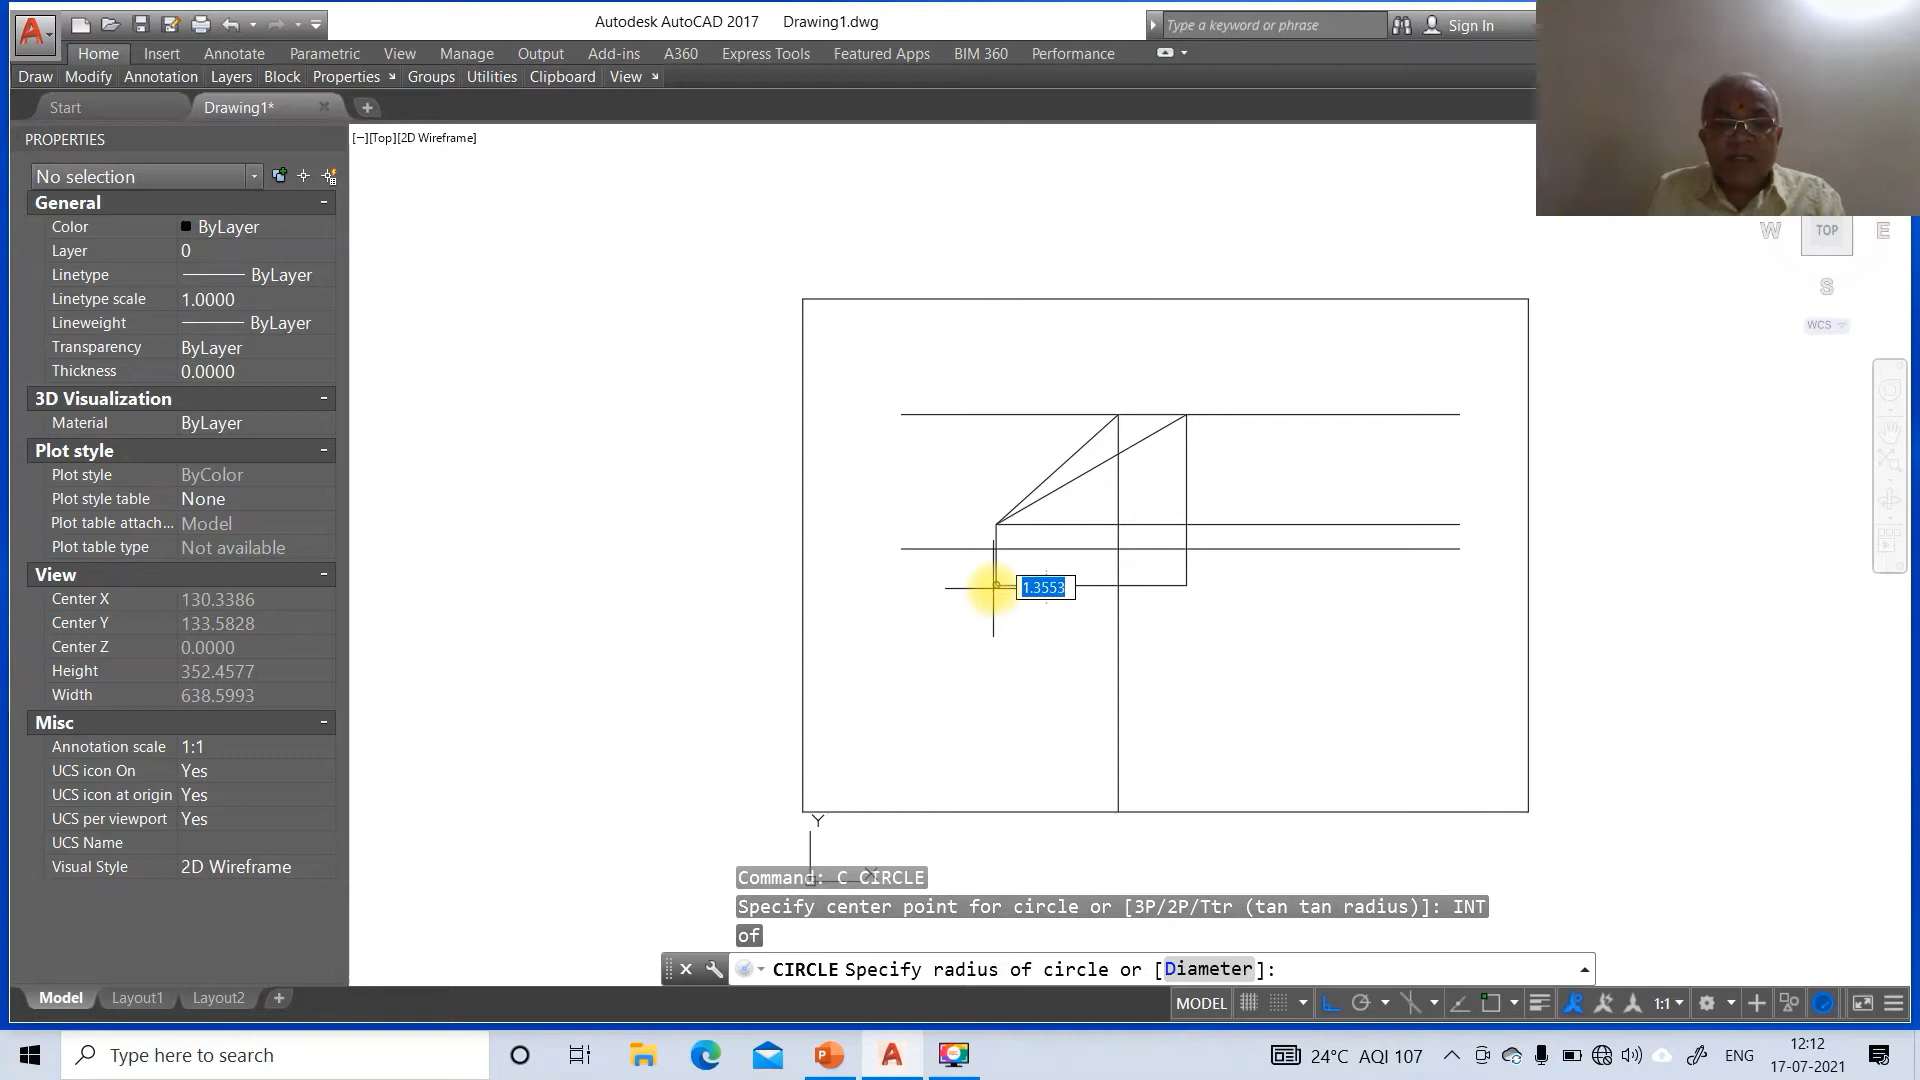 Autodesk AutoCAD 2017 Drawing1.dwg
Type a keyword or phrase
Sign In
Home Insert Annotate Parametric View Manage Output Add-ins A360 Express Tools Featured Apps BIM 360 Performance
Draw Modify Annotation Layers Block Properties Groups Utilities Clipboard View
Start Drawing1*
PROPERTIES
[−][Top][2D Wireframe]
No selection
General
Color ByLayer
Layer 0
Linetype ByLayer
Linetype scale 1.0000
Lineweight ByLayer
Transparency ByLayer
Thickness 0.0000
3D Visualization
Material ByLayer
Plot style
Plot style ByColor
Plot style table None
Plot table attach... Model
Plot table type Not available
View
Center X 130.3386
Center Y 133.5828
Center Z 0.0000
Height 352.4577
Width 638.5993
Misc
Annotation scale 1:1
UCS icon On Yes
UCS icon at origin Yes
UCS per viewport Yes
UCS Name
Visual Style 2D Wireframe
W TOP E
S
WCS
1.3553
Y
X
Command: C CIRCLE
Specify center point for circle or [3P/2P/Ttr (tan tan radius)]: INT
of
CIRCLE Specify radius of circle or [Diameter]:
Model Layout1 Layout2
MODEL 1:1
Type here to search
24°C AQI 107 ENG
12:12
17-07-2021